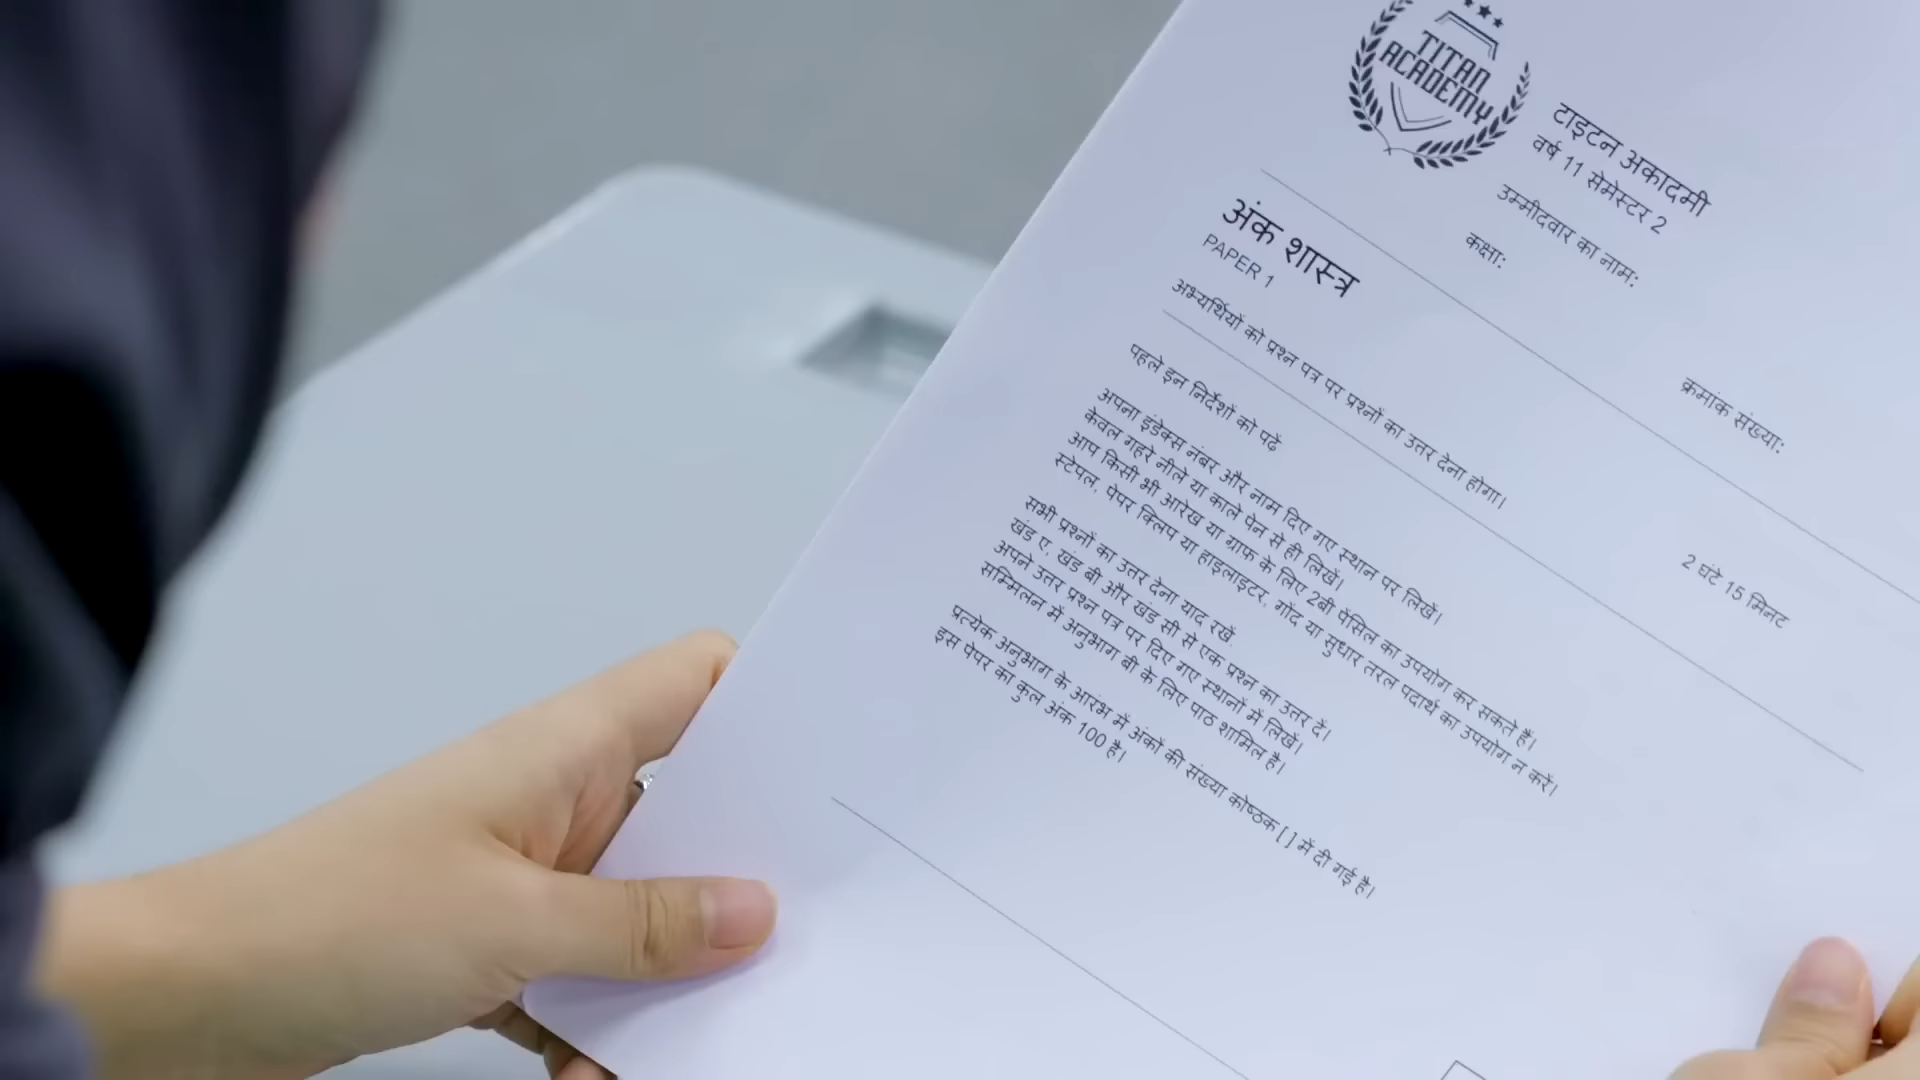 TITAN
ACADEMY
टाइटन अकादमी
वर्ष 11 सेमेस्टर 2
उम्मीदवार का नाम:
कक्षा:
क्रमांक संख्या:
अंक शास्त्र
PAPER 1
2 घंटे 15 मिनट
अभ्यर्थियों को प्रश्न पत्र पर प्रश्नों का उत्तर देना होगा।
पहले इन निर्देशों को पढ़ें
अपना इंडेक्स नंबर और नाम दिए गए स्थान पर लिखें।
केवल गहरे नीले या काले पेन से ही लिखें।
आप किसी भी आरेख या ग्राफ़ के लिए 2बी पेंसिल का उपयोग कर सकते हैं।
स्टेपल, पेपर क्लिप या हाइलाइटर, गोंद या सुधार तरल पदार्थ का उपयोग न करें।
सभी प्रश्नों का उत्तर देना याद रखें.
खंड ए, खंड बी और खंड सी से एक प्रश्न का उत्तर दें।
अपने उत्तर प्रश्न पत्र पर दिए गए स्थानों में लिखें।
सम्मिलन में अनुभाग बी के लिए पाठ शामिल है।
प्रत्येक अनुभाग के आरंभ में अंकों की संख्या कोष्ठक [ ] में दी गई है।
इस पेपर का कुल अंक 100 है।